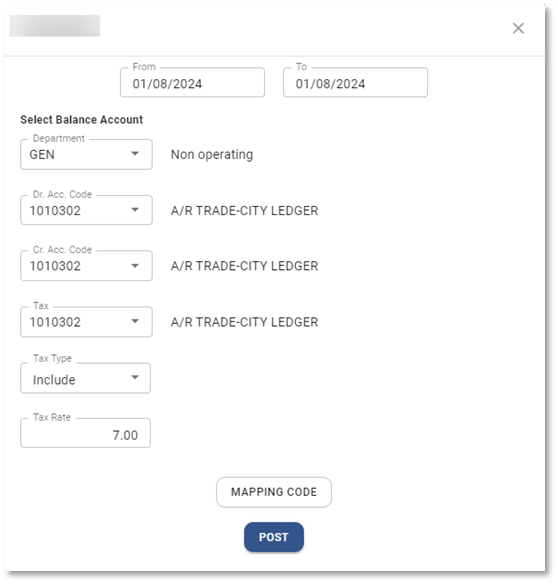 From To
01/08/2024 01/08/2024
Select Balance Account
Department
GEN Non operating
Dr. Acc. Code
1010302 A/R TRADE-CITY LEDGER
Cr. Acc. Code
1010302 A/R TRADE-CITY LEDGER
Tax
1010302 A/R TRADE-CITY LEDGER
Tax Type
Include
Tax Rate
7.00
MAPPING CODE
POST